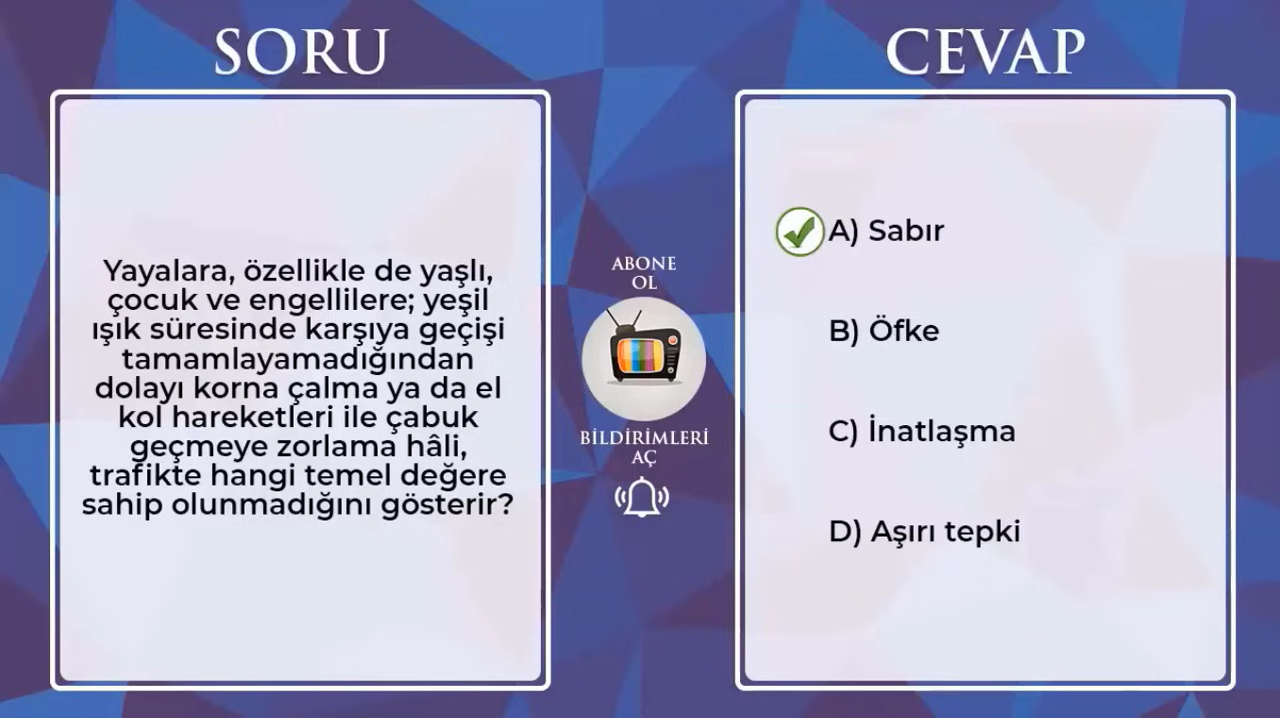 SORU
Yayalara, özellikle de yaşlı,
çocuk ve engellilere; yeşil
ışık süresinde karşıya geçişi
tamamlayamadığından
dolayı korna çalma ya da el
kol hareketleri ile çabuk
geçmeye zorlama hâli,
trafikte hangi temel değere
sahip olunmadığını gösterir?
ABONE
OL
BİLDİRİMLERİ
AÇ
CEVAP
A) Sabır
B) Öfke
C) İnatlaşma
D) Aşırı tepki